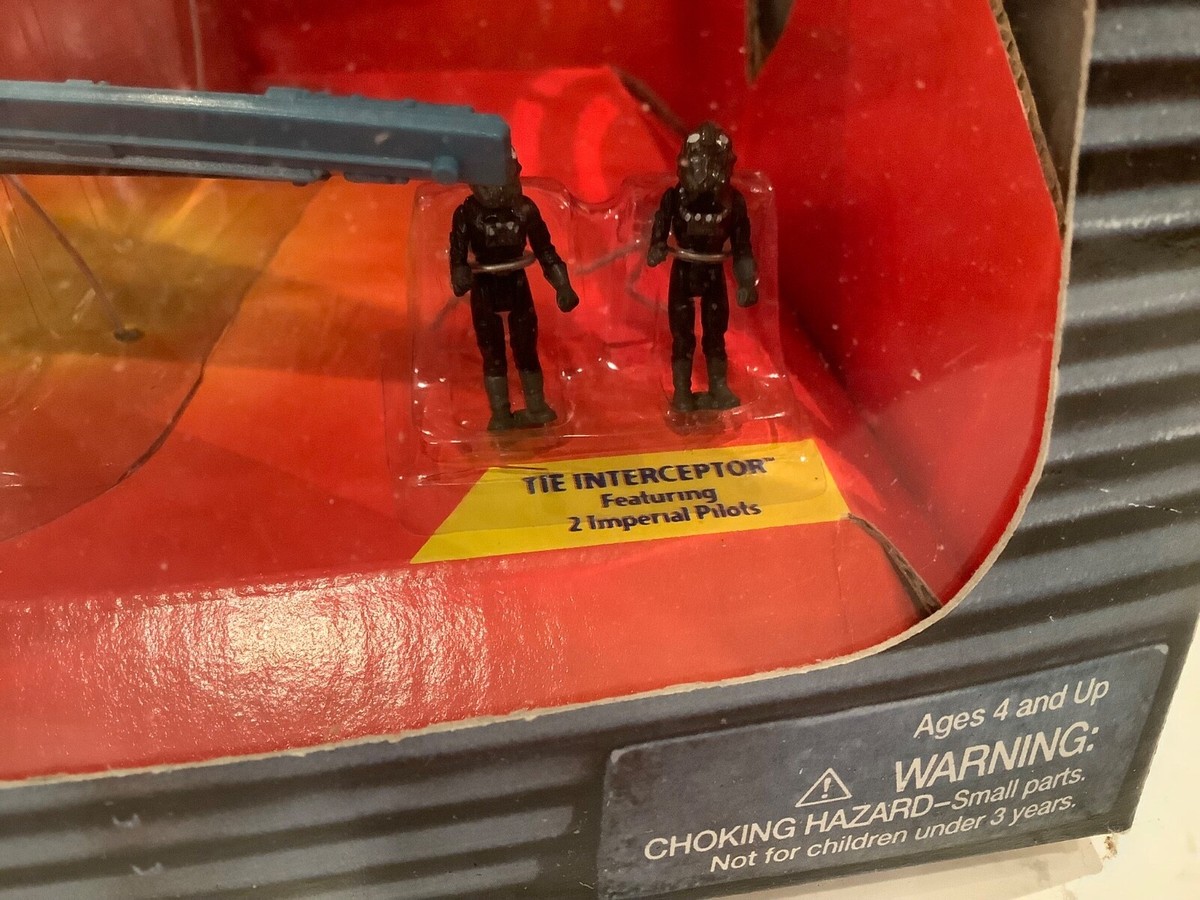 TIE INTERCEPTOR™
Featuring
2 Imperial Pilots
Ages 4 and Up
⚠ WARNING:
CHOKING HAZARD–Small parts.
Not for children under 3 years.